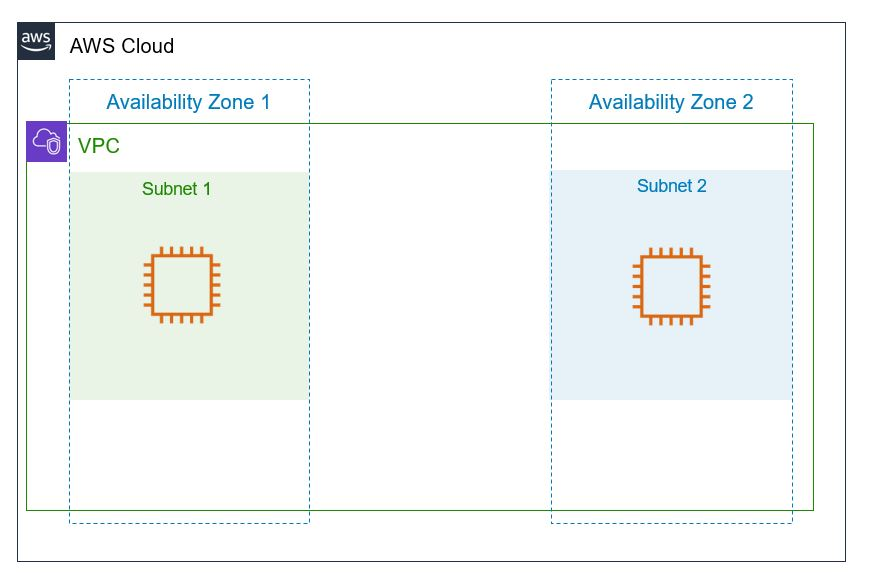 aws
AWS Cloud
Availability Zone 1
Availability Zone 2
VPC
Subnet 1
Subnet 2